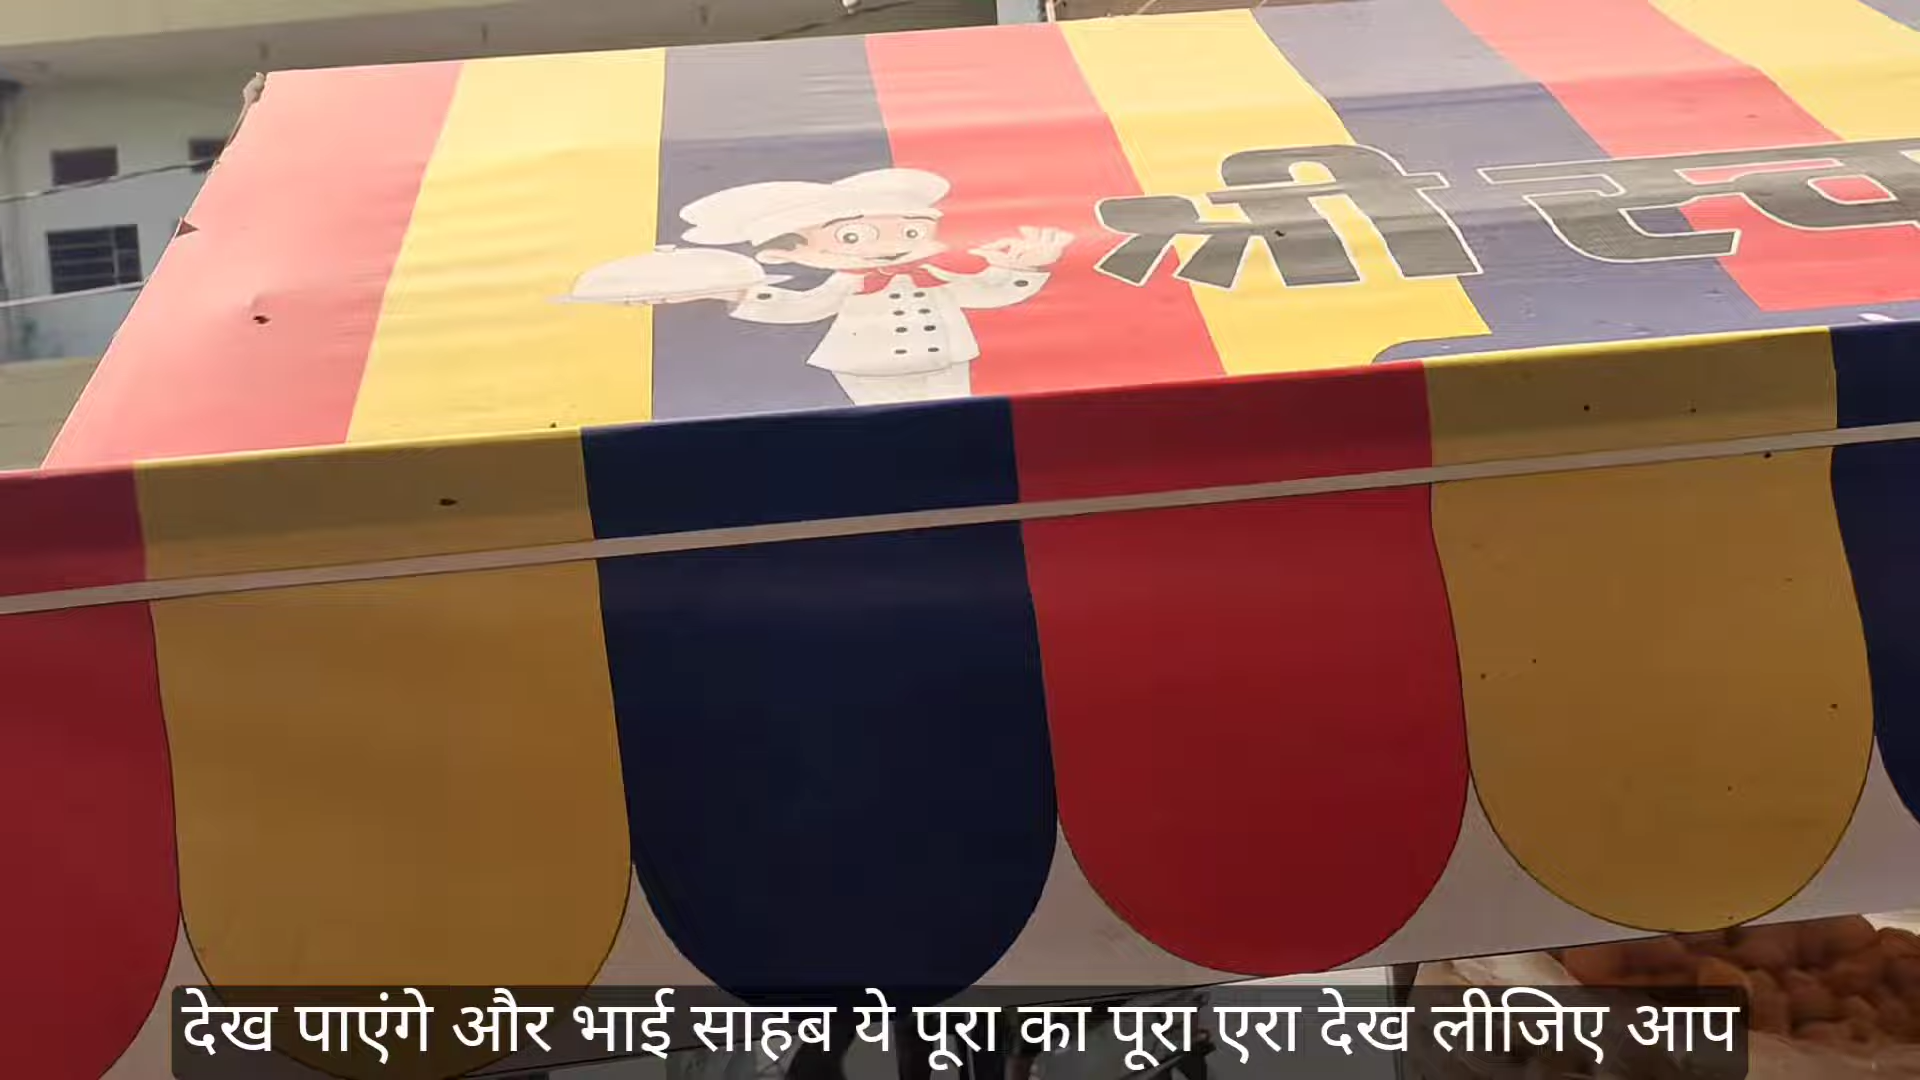 श्री
देख पाएंगे और भाई साहब ये पूरा का पूरा एरा देख लीजिए आप